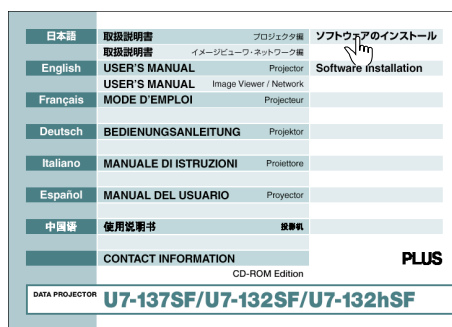 日本語 取扱説明書 プロジェクタ編 ソフトウェアのインストール
取扱説明書 イメージビューワ・ネットワーク編
English USER'S MANUAL Projector Software Installation
USER'S MANUAL Image Viewer / Network
Français MODE D'EMPLOI Projecteur
Deutsch BEDIENUNGSANLEITUNG Projektor
Italiano MANUALE DI ISTRUZIONI Proiettore
Español MANUAL DEL USUARIO Proyector
中国语 使用说明书 投影机
CONTACT INFORMATION PLUS
CD-ROM Edition
DATA PROJECTOR U7-137SF/U7-132SF/U7-132hSF